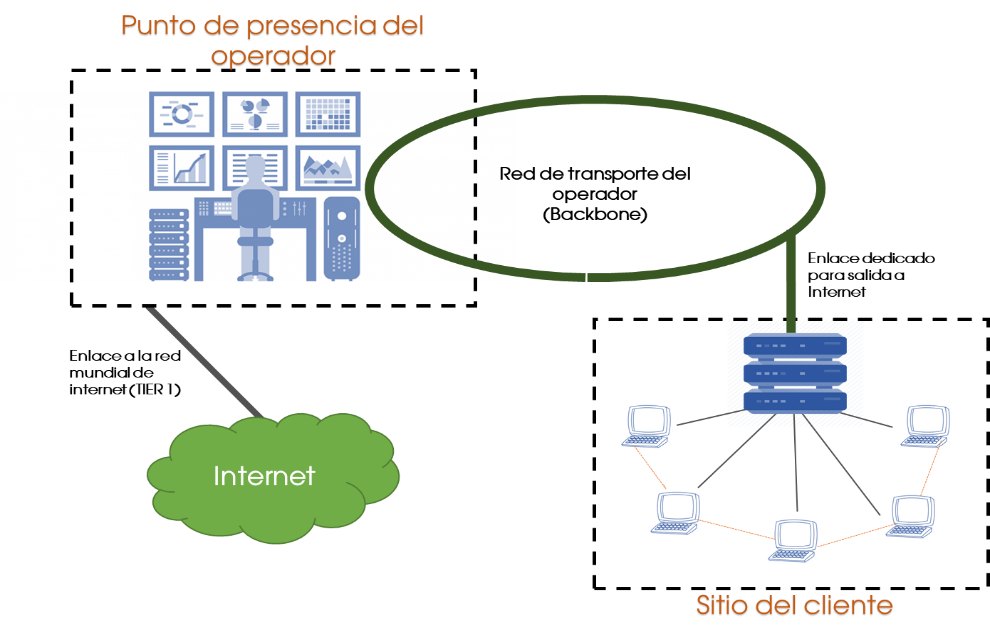 Punto de presencia del
operador
Red de transporte del
operador
(Backbone)
Enlace dedicado
para salida a
Internet
Enlace a la red
mundial de
internet (TIER 1)
Internet
Sitio del cliente